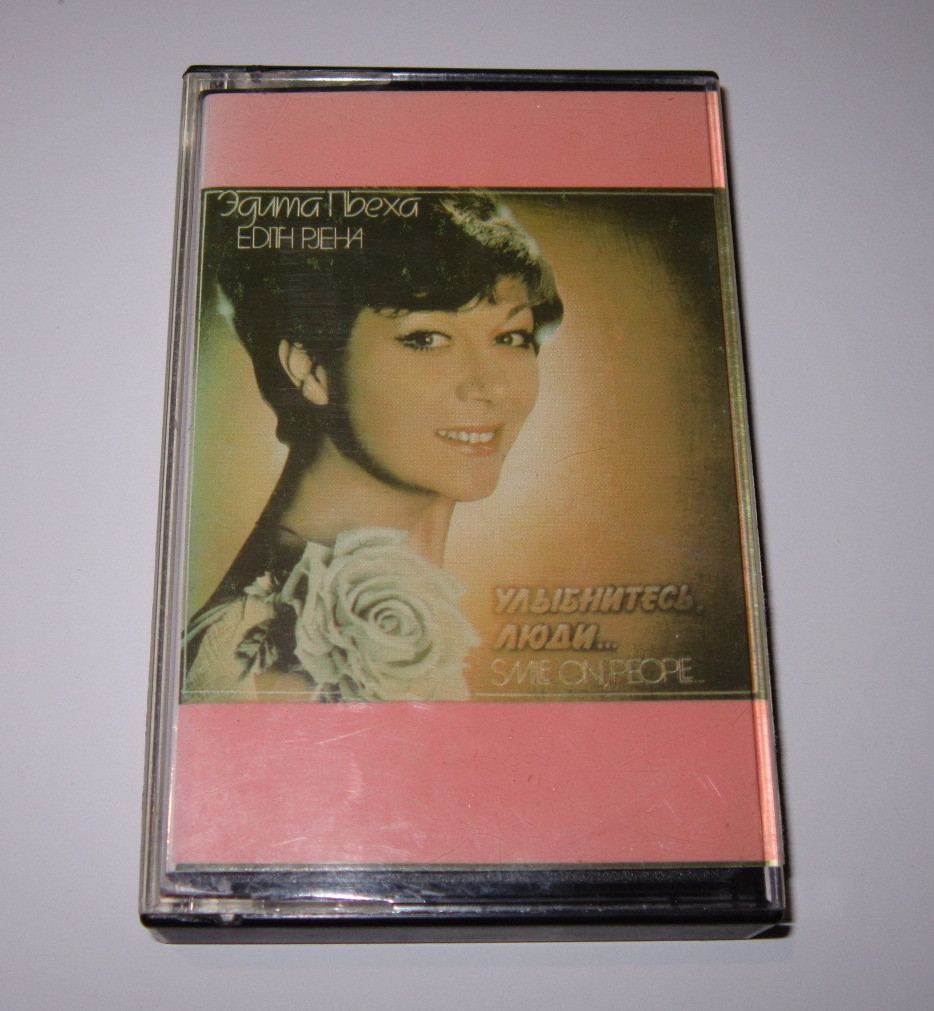 Эдита Пьеха
EDITH PJEHA
УЛЫБНИТЕСЬ,
ЛЮДИ...
SMILE ON, PEOPLE...